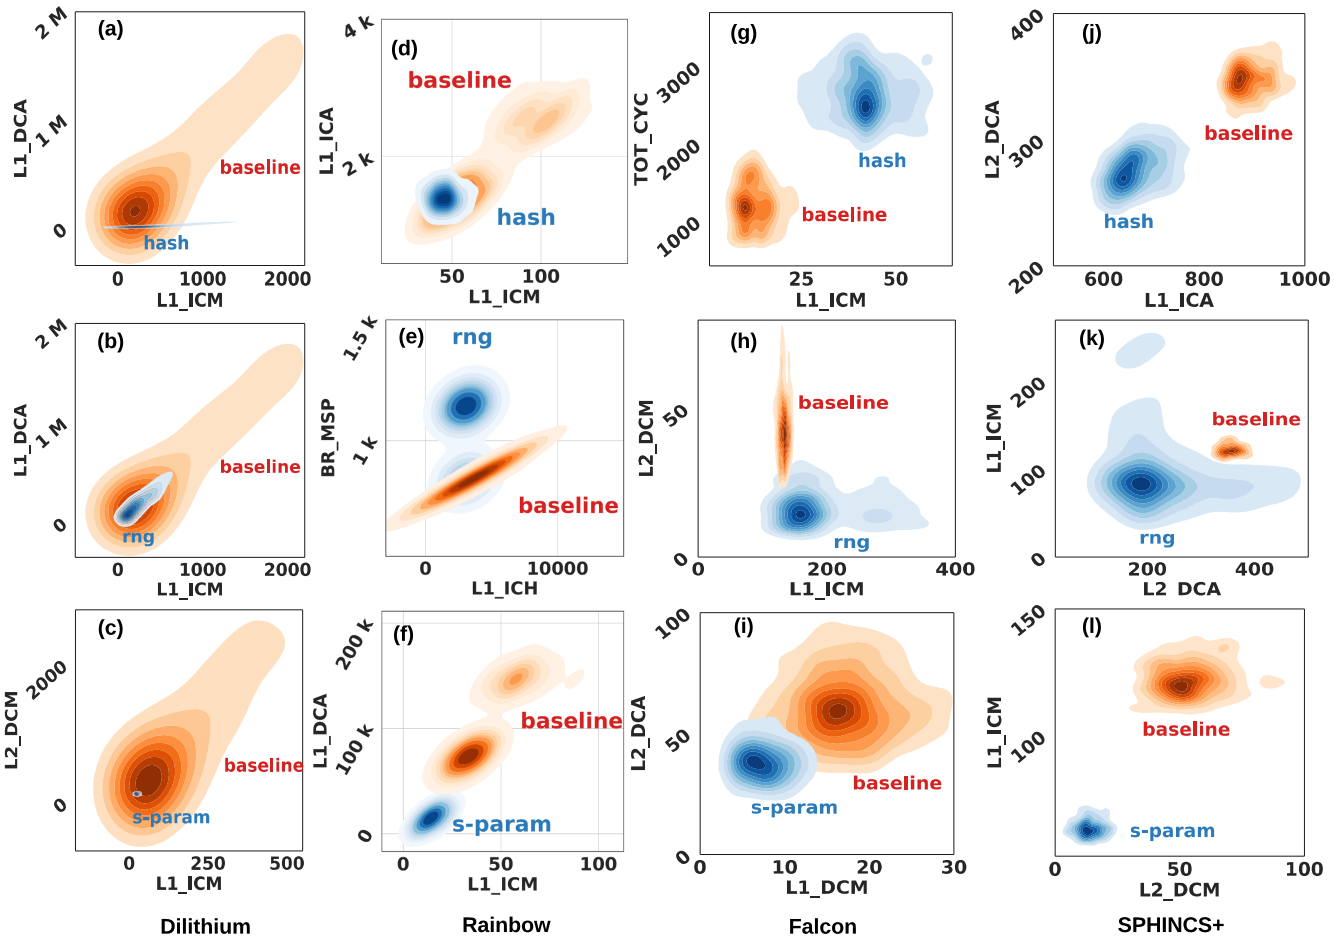 (a)
2 M
1 M
0
L1_DCA
baseline
hash
0
1000
2000
L1_ICM
(d)
4 k
2 k
L1_ICA
baseline
hash
50
100
L1_ICM
(g)
3000
2000
1000
TOT_CYC
hash
baseline
25
50
L1_ICM
(j)
400
300
200
L2_DCA
baseline
hash
600
800
1000
L1_ICA
(b)
2 M
1 M
0
L1_DCA
baseline
rng
0
1000
2000
L1_ICM
(e)
1.5 k
1 k
BR_MSP
rng
baseline
0
10000
L1_ICH
(h)
50
0
L2_DCM
baseline
rng
0
200
400
L1_ICM
(k)
200
100
0
L1_ICM
baseline
rng
200
400
L2_DCA
(c)
2000
0
L2_DCM
baseline
s-param
0
250
500
L1_ICM
(f)
200 k
100 k
0
L1_DCA
baseline
s-param
0
50
100
L1_ICM
(i)
100
50
0
L2_DCA
baseline
s-param
0
10
20
30
L1_DCM
(l)
150
100
L1_ICM
baseline
s-param
0
50
100
L2_DCM
Dilithium
Rainbow
Falcon
SPHINCS+